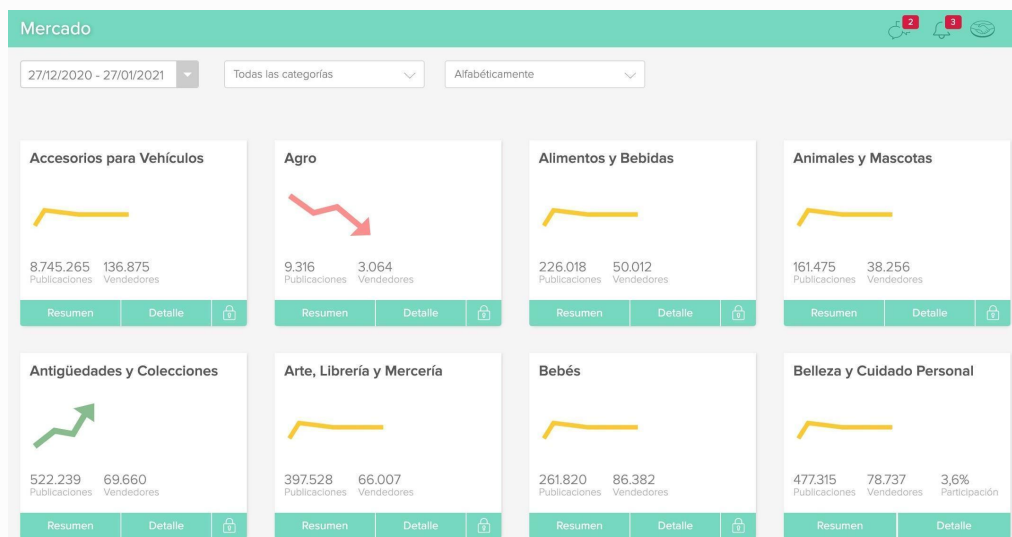 Mercado
2 3
27/12/2020 - 27/01/2021 Todas las categorías Alfabéticamente
Accesorios para Vehículos Agro Alimentos y Bebidas Animales y Mascotas
8.745.265 136.875 9.316 3.064 226.018 50.012 161.475 38.256
Publicaciones Vendedores Publicaciones Vendedores Publicaciones Vendedores Publicaciones Vendedores
Resumen Detalle Resumen Detalle Resumen Detalle Resumen Detalle
Antigüedades y Colecciones Arte, Librería y Mercería Bebés Belleza y Cuidado Personal
522.239 69.660 397.528 66.007 261.820 86.382 477.315 78.737 3,6%
Publicaciones Vendedores Publicaciones Vendedores Publicaciones Vendedores Publicaciones Vendedores Participación
Resumen Detalle Resumen Detalle Resumen Detalle Resumen Detalle